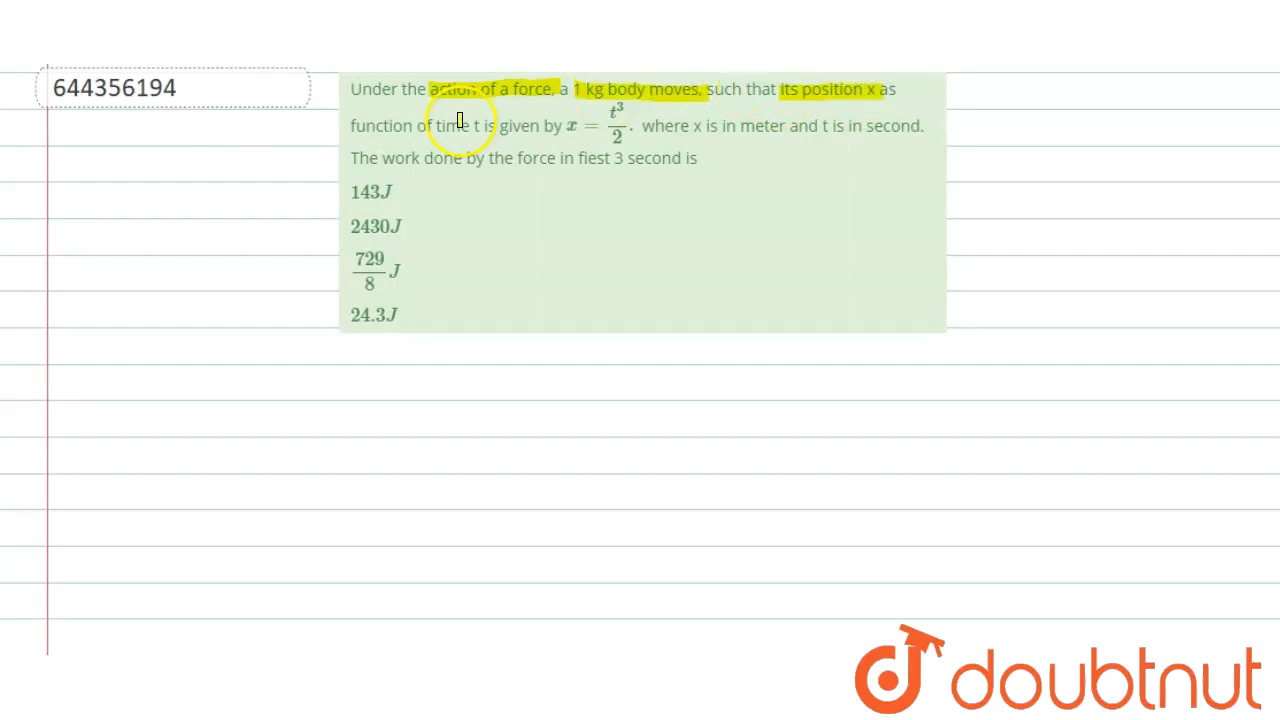 644356194
Under the action of a force, a 1 kg body moves, such that its position x as
function of time t is given by x = t³/2. where x is in meter and t is in second.
The work done by the force in fiest 3 second is
143J
2430J
729/8 J
24.3J
doubtnut